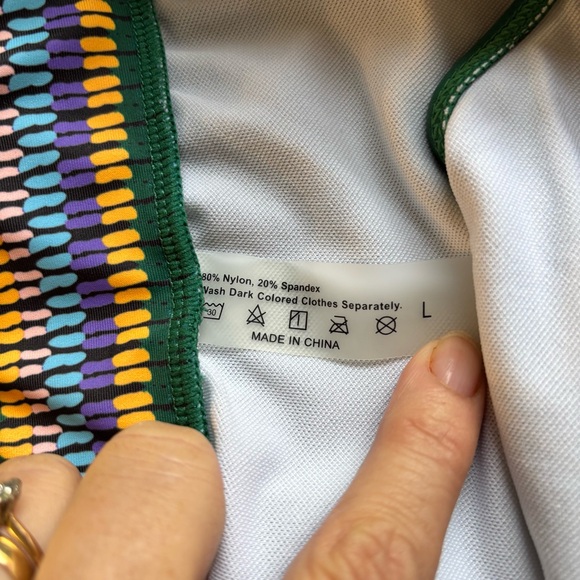 80% Nylon, 20% Spandex
Wash Dark Colored Clothes Separately.
30 L
MADE IN CHINA